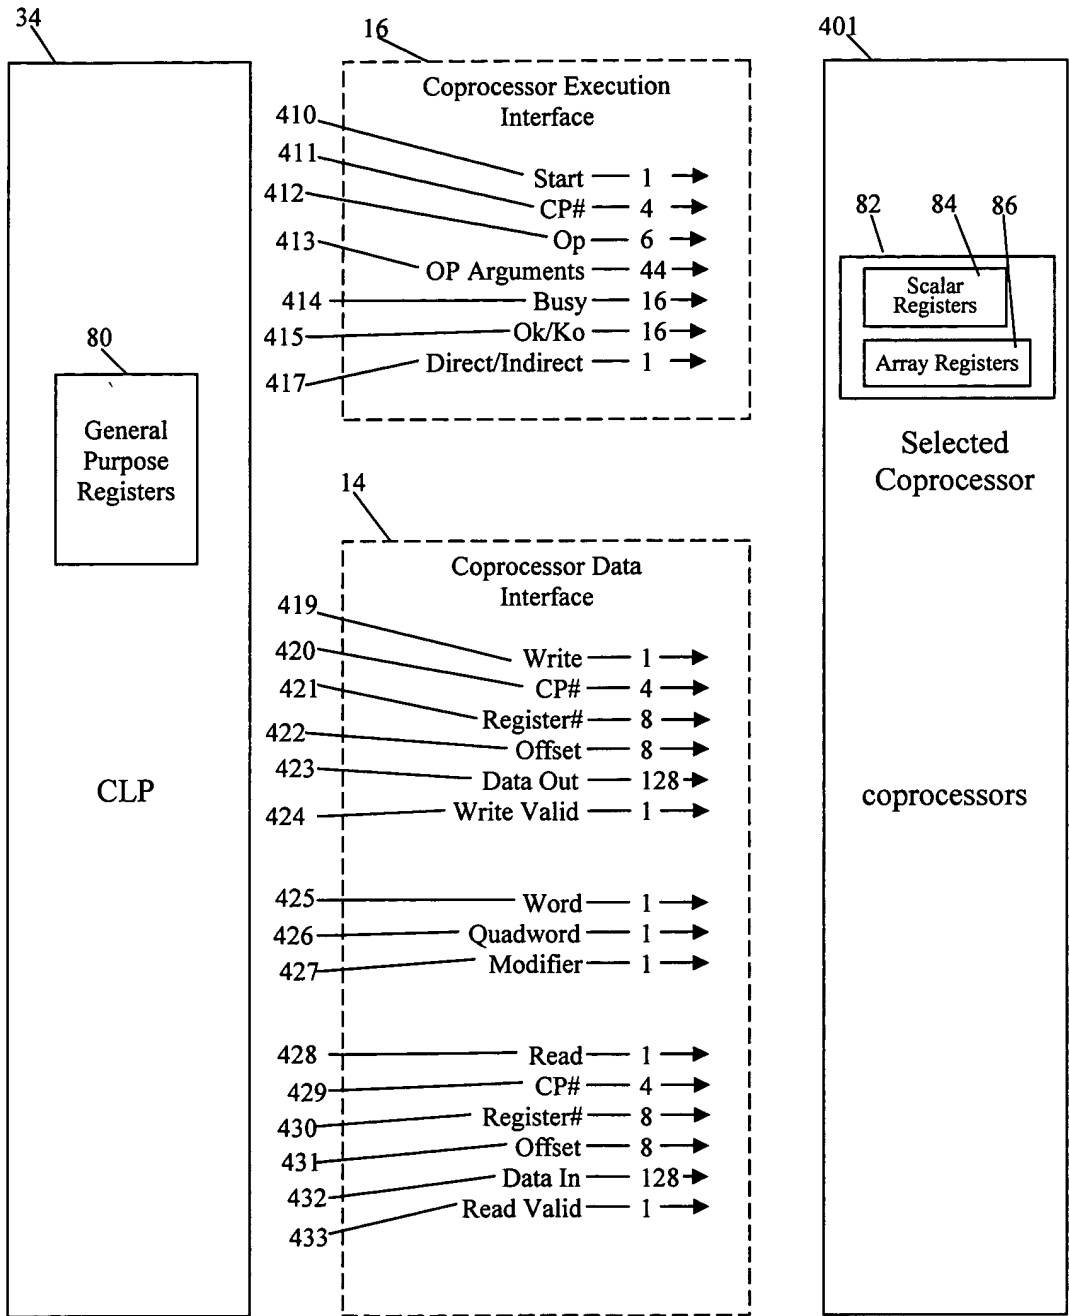 34
16
401
Coprocessor Execution
Interface
410
411
412
413
414
415
417
Start 1
CP# 4
Op 6
OP Arguments 44
Busy 16
Ok/Ko 16
Direct/Indirect 1
82
84
86
Scalar
Registers
Array Registers
Selected
Coprocessor
80
General
Purpose
Registers
14
Coprocessor Data
Interface
419
420
421
422
423
424
Write 1
CP# 4
Register# 8
Offset 8
Data Out 128
Write Valid 1
CLP
coprocessors
425
426
427
Word 1
Quadword 1
Modifier 1
428
429
430
431
432
433
Read 1
CP# 4
Register# 8
Offset 8
Data In 128
Read Valid 1